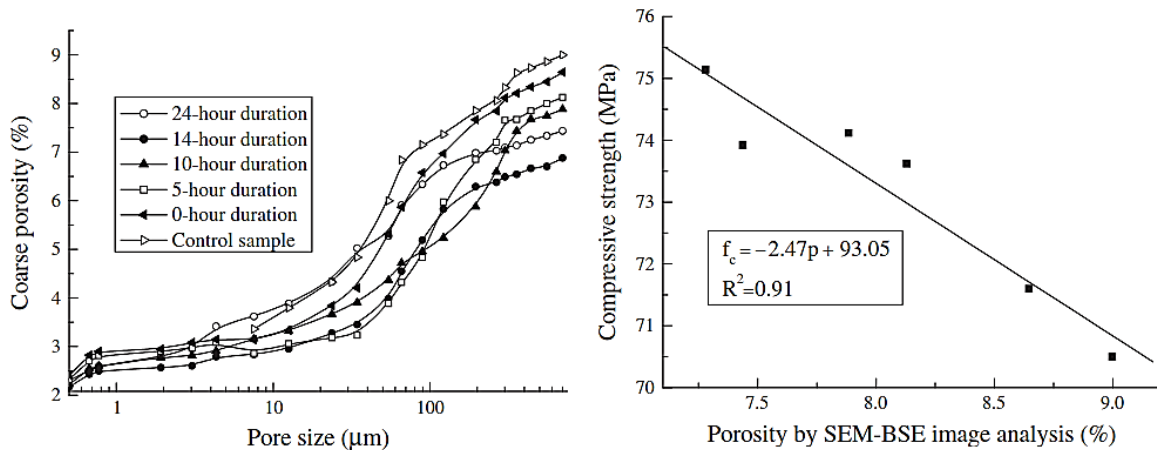 9
8
7
6
5
4
3
2
Coarse porosity (%)
24-hour duration
14-hour duration
10-hour duration
5-hour duration
0-hour duration
Control sample
1
10
100
Pore size (μm)
76
75
74
73
72
71
70
Compressive strength (MPa)
f_c = −2.47p + 93.05
R²=0.91
7.5
8.0
8.5
9.0
Porosity by SEM-BSE image analysis (%)